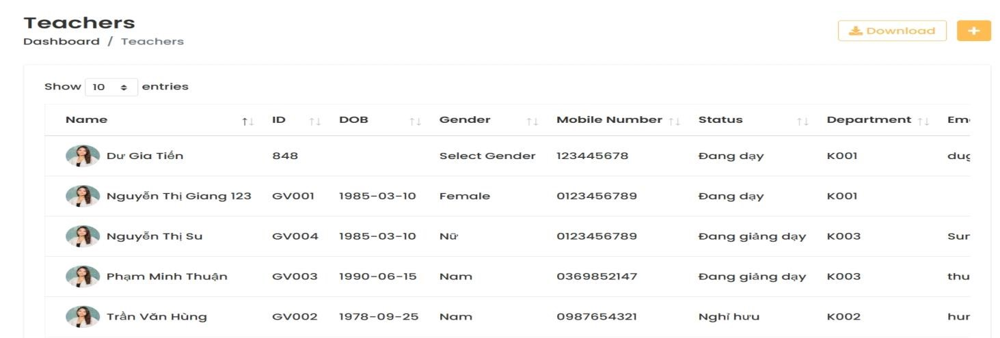 Teachers
Dashboard / Teachers
Download
Show 10 entries
Name ID DOB Gender Mobile Number Status Department
Dư Gia Tiến 848 Select Gender 123445678 Đang dạy K001
Nguyễn Thị Giang 123 GV001 1985-03-10 Female 0123456789 Đang dạy K001
Nguyễn Thị Su GV004 1985-03-10 Nữ 0123456789 Đang giảng dạy K003
Phạm Minh Thuận GV003 1990-06-15 Nam 0369852147 Đang giảng dạy K003 thu
Trần Văn Hùng GV002 1978-09-25 Nam 0987654321 Nghỉ hưu K002